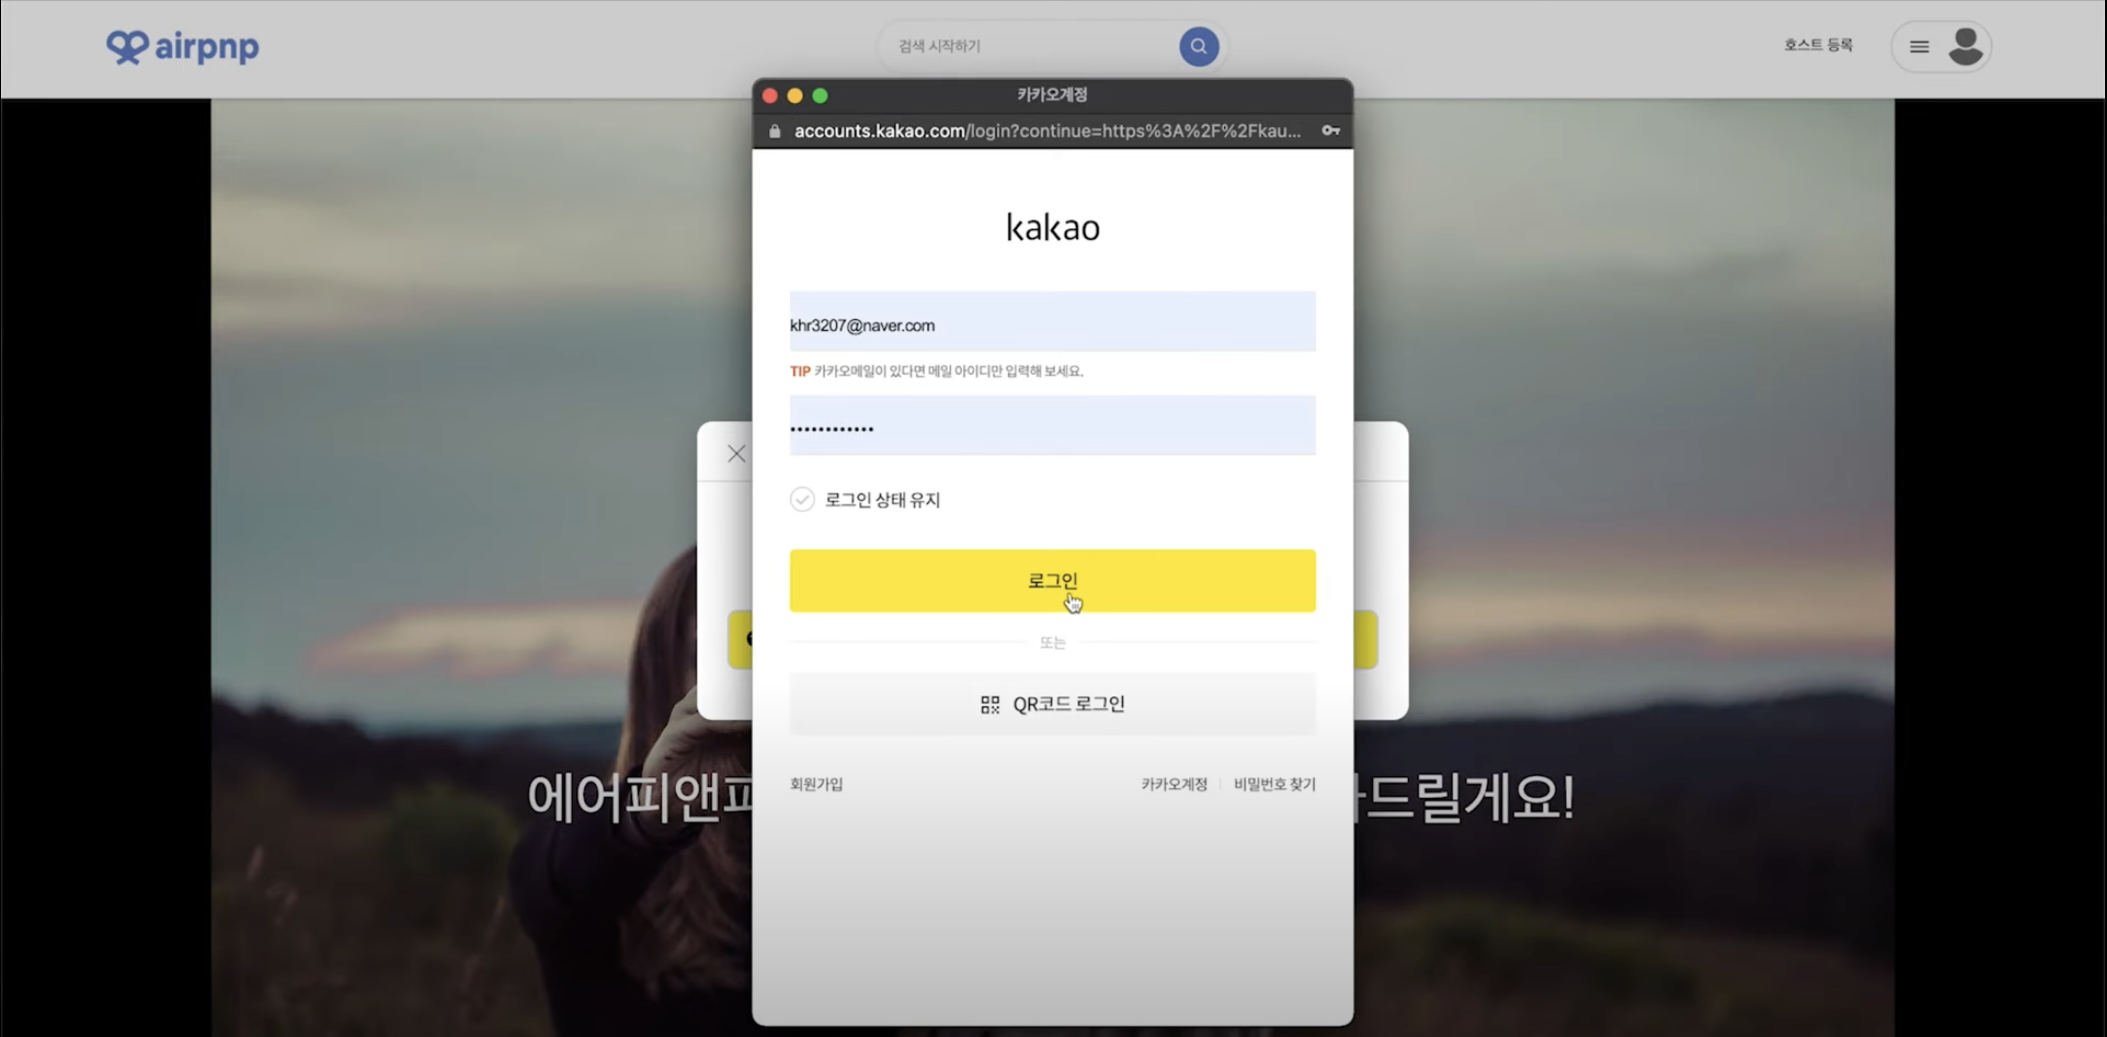 airpnp
검색 시작하기
호스트 등록
카카오계정
accounts.kakao.com/login?continue=https%3A%2F%2Fkau...
kakao
khr3207@naver.com
TIP 카카오메일이 있다면 메일 아이디만 입력해 보세요.
••••••••••••
로그인 상태 유지
로그인
또는
QR코드 로그인
회원가입
카카오계정 | 비밀번호 찾기
에어피앤 드릴게요!